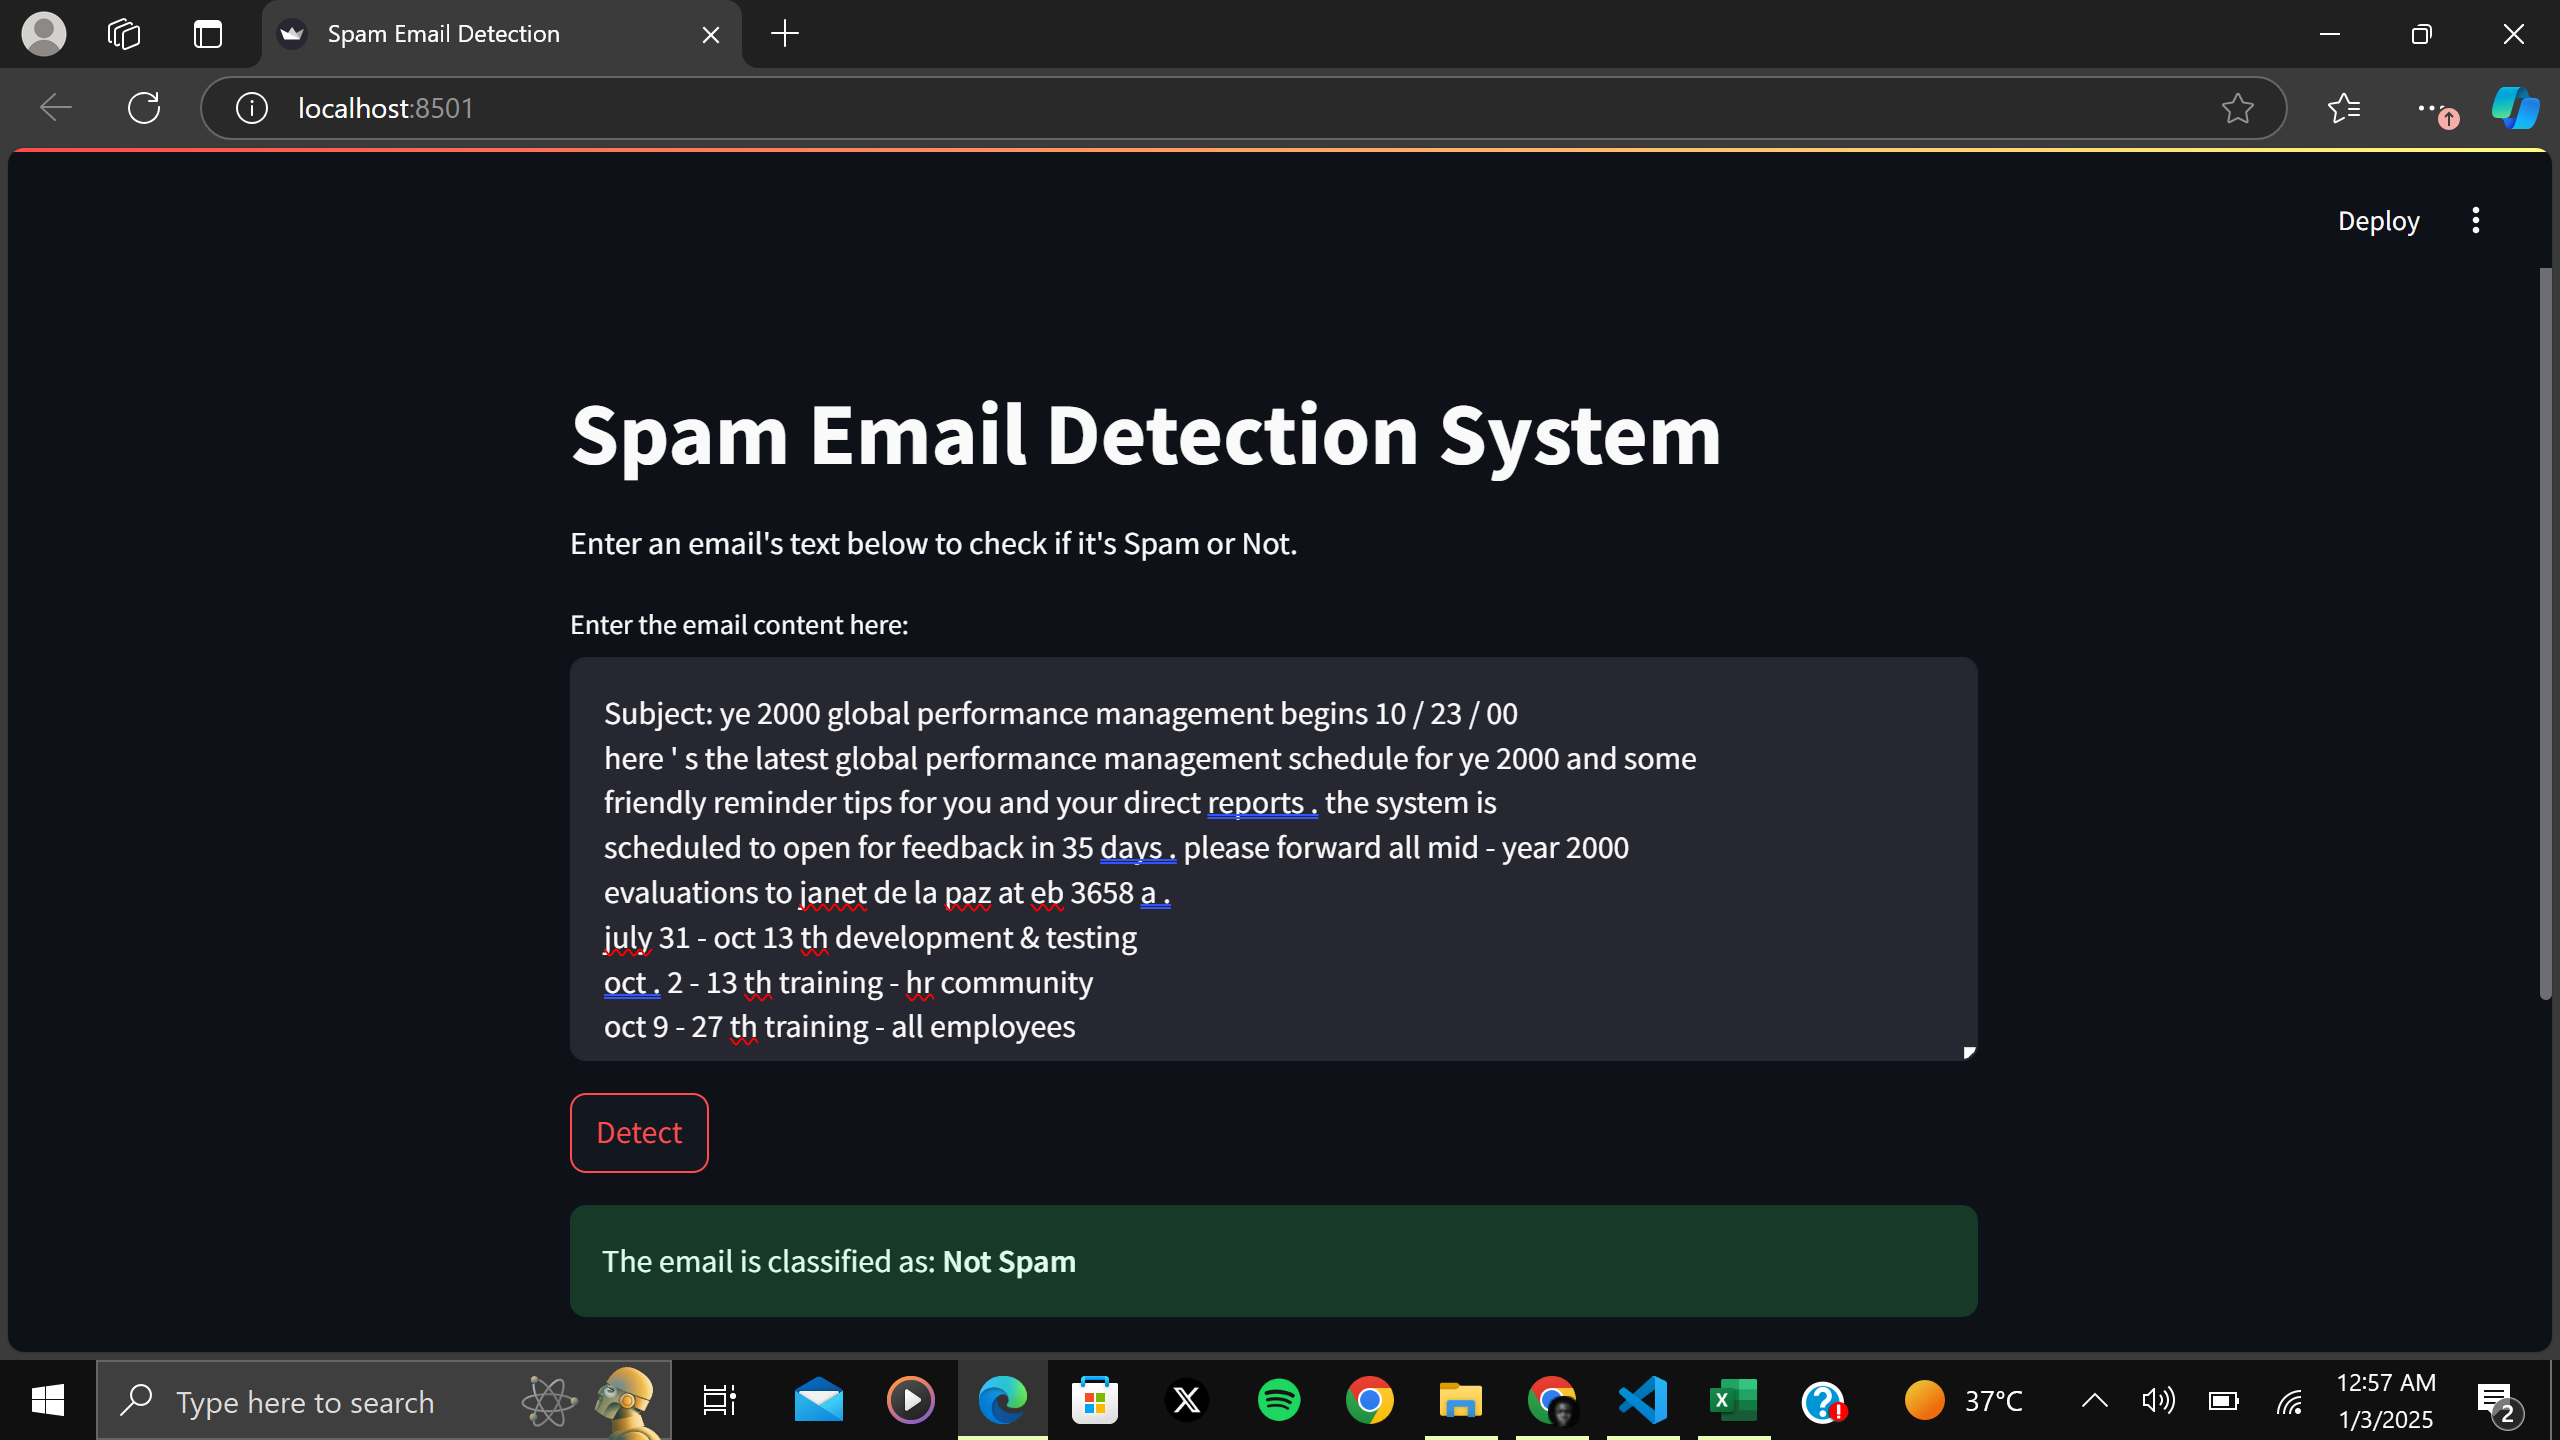 Spam Email Detection
localhost:8501
Deploy
Spam Email Detection System
Enter an email's text below to check if it's Spam or Not.
Enter the email content here:
Subject: ye 2000 global performance management begins 10 / 23 / 00
here ' s the latest global performance management schedule for ye 2000 and some
friendly reminder tips for you and your direct reports . the system is
scheduled to open for feedback in 35 days . please forward all mid - year 2000
evaluations to janet de la paz at eb 3658 a .
july 31 - oct 13 th development & testing
oct . 2 - 13 th training - hr community
oct 9 - 27 th training - all employees
Detect
The email is classified as: Not Spam
Type here to search
37°C
12:57 AM
1/3/2025
2